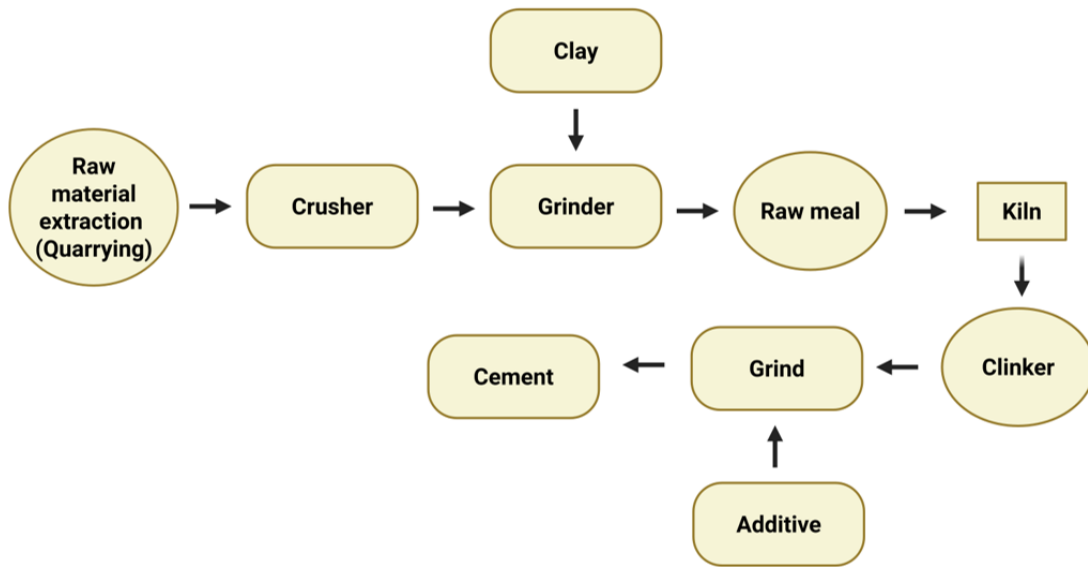 Clay
Raw
material
extraction
(Quarrying)
Crusher
Grinder
Raw meal
Kiln
Cement
Grind
Clinker
Additive